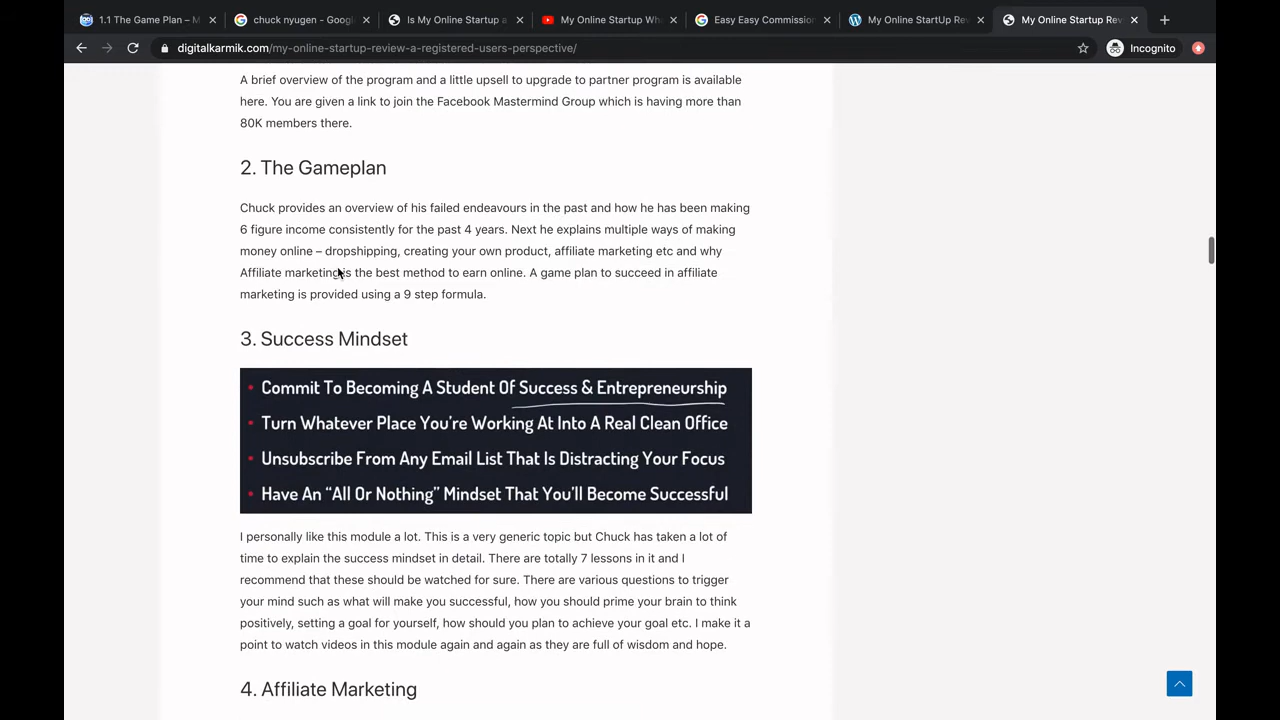 1.1 The Game Plan – M
chuck nyugen - Googl
Is My Online Startup a
My Online Startup Wh
Easy Easy Commission
My Online StartUp Rev
My Online Startup Rev
digitalkarmik.com/my-online-startup-review-a-registered-users-perspective/
Incognito
A brief overview of the program and a little upsell to upgrade to partner program is available
here. You are given a link to join the Facebook Mastermind Group which is having more than
80K members there.
2. The Gameplan
Chuck provides an overview of his failed endeavours in the past and how he has been making
6 figure income consistently for the past 4 years. Next he explains multiple ways of making
money online – dropshipping, creating your own product, affiliate marketing etc and why
Affiliate marketing is the best method to earn online. A game plan to succeed in affiliate
marketing is provided using a 9 step formula.
3. Success Mindset
Commit To Becoming A Student Of Success & Entrepreneurship
Turn Whatever Place You're Working At Into A Real Clean Office
Unsubscribe From Any Email List That Is Distracting Your Focus
Have An “All Or Nothing” Mindset That You'll Become Successful
I personally like this module a lot. This is a very generic topic but Chuck has taken a lot of
time to explain the success mindset in detail. There are totally 7 lessons in it and I
recommend that these should be watched for sure. There are various questions to trigger
your mind such as what will make you successful, how you should prime your brain to think
positively, setting a goal for yourself, how should you plan to achieve your goal etc. I make it a
point to watch videos in this module again and again as they are full of wisdom and hope.
4. Affiliate Marketing